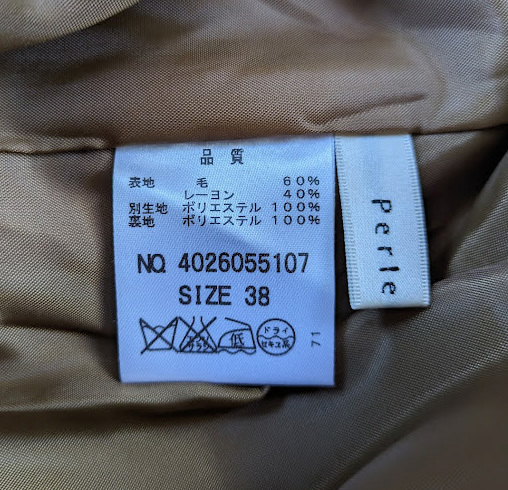 品質
表地 毛 60%
レーヨン 40%
別生地 ポリエステル 100%
裏地 ポリエステル 100%
NO. 4026055107
SIZE 38
低
ドライ
セキユ系
71
Perle